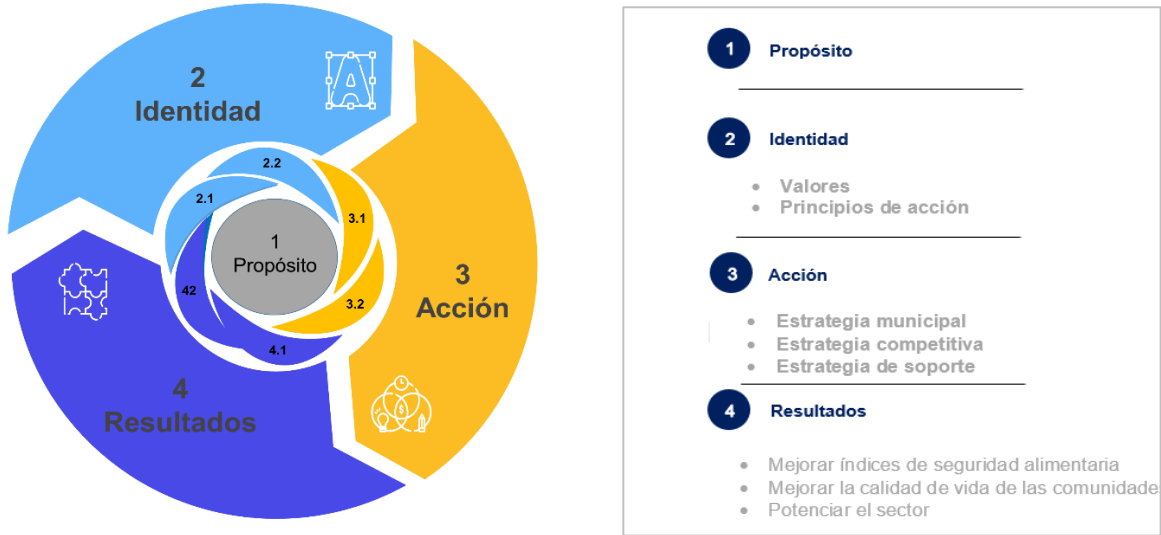 2
Identidad
2.2
2.1
3.1
1
Propósito
3
Acción
42
3.2
4.1
4
Resultados
1 Propósito
2 Identidad
• Valores
• Principios de acción
3 Acción
• Estrategia municipal
• Estrategia competitiva
• Estrategia de soporte
4 Resultados
• Mejorar índices de seguridad alimentaria
• Mejorar la calidad de vida de las comunidade
• Potenciar el sector